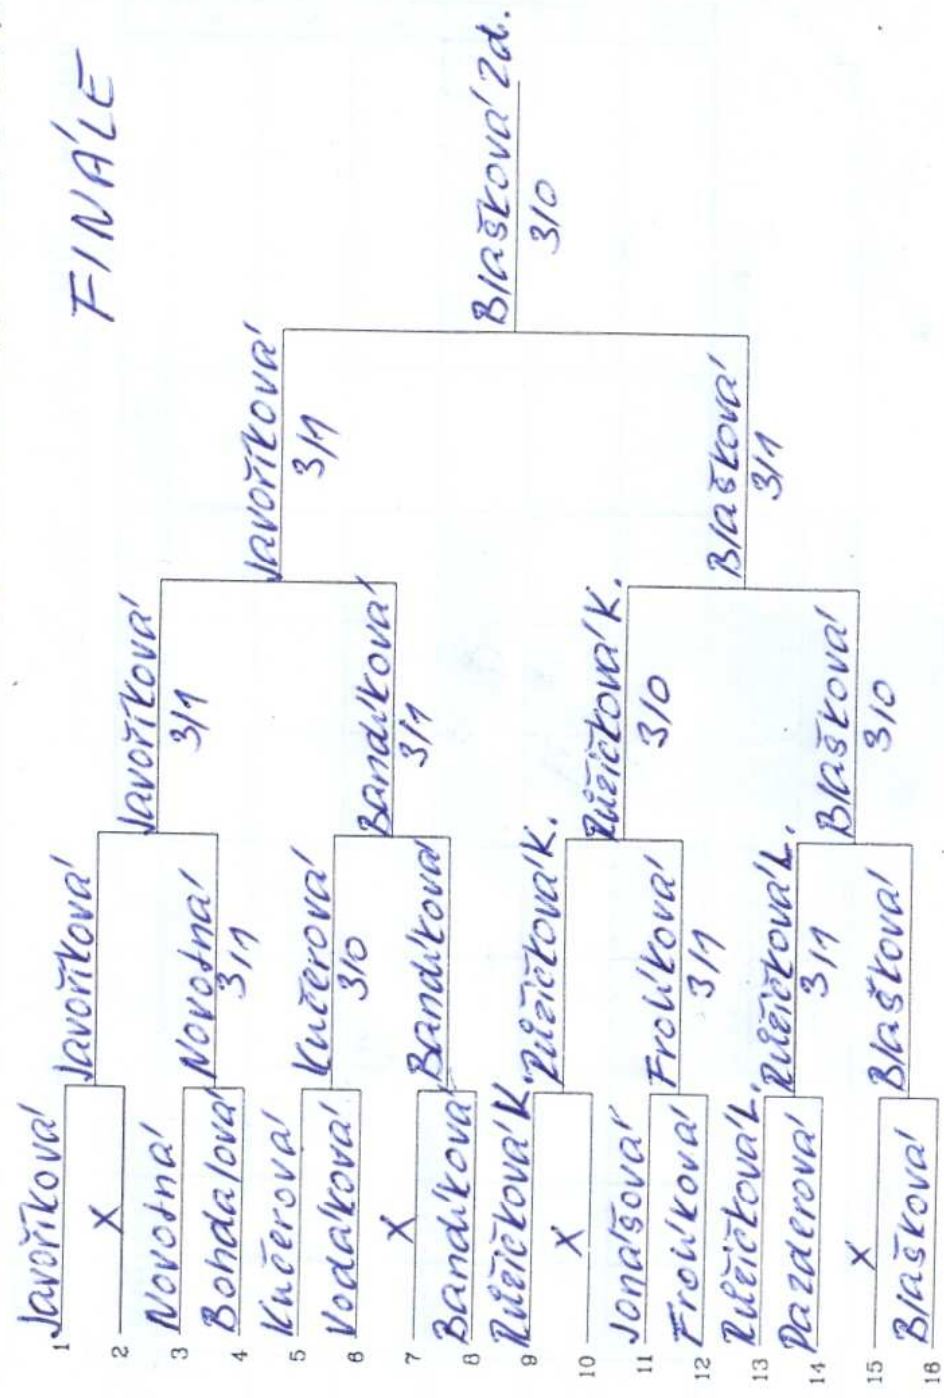 FINÁLE
1 Javoříková
2 X
3 Novotná
4 Bohdalová
5 Kučerová
6 Vodáková
7 X
8 Bandíková
9 Růžičková K.
10 X
11 Jonášová
12 Frolíková
13 Růžičková L.
14 Pazderová
15 X
16 Blašková
Javoříková
Novotná
3/1
Kučerová
3/0
Bandíková
Růžičková K.
Frolíková
3/1
Růžičková L.
3/1
Blašková
Javoříková
3/1
Bandíková
3/1
Růžičková K.
3/0
Blašková
3/0
Javoříková
3/1
Blašková
3/1
Blašková Zd.
3/0